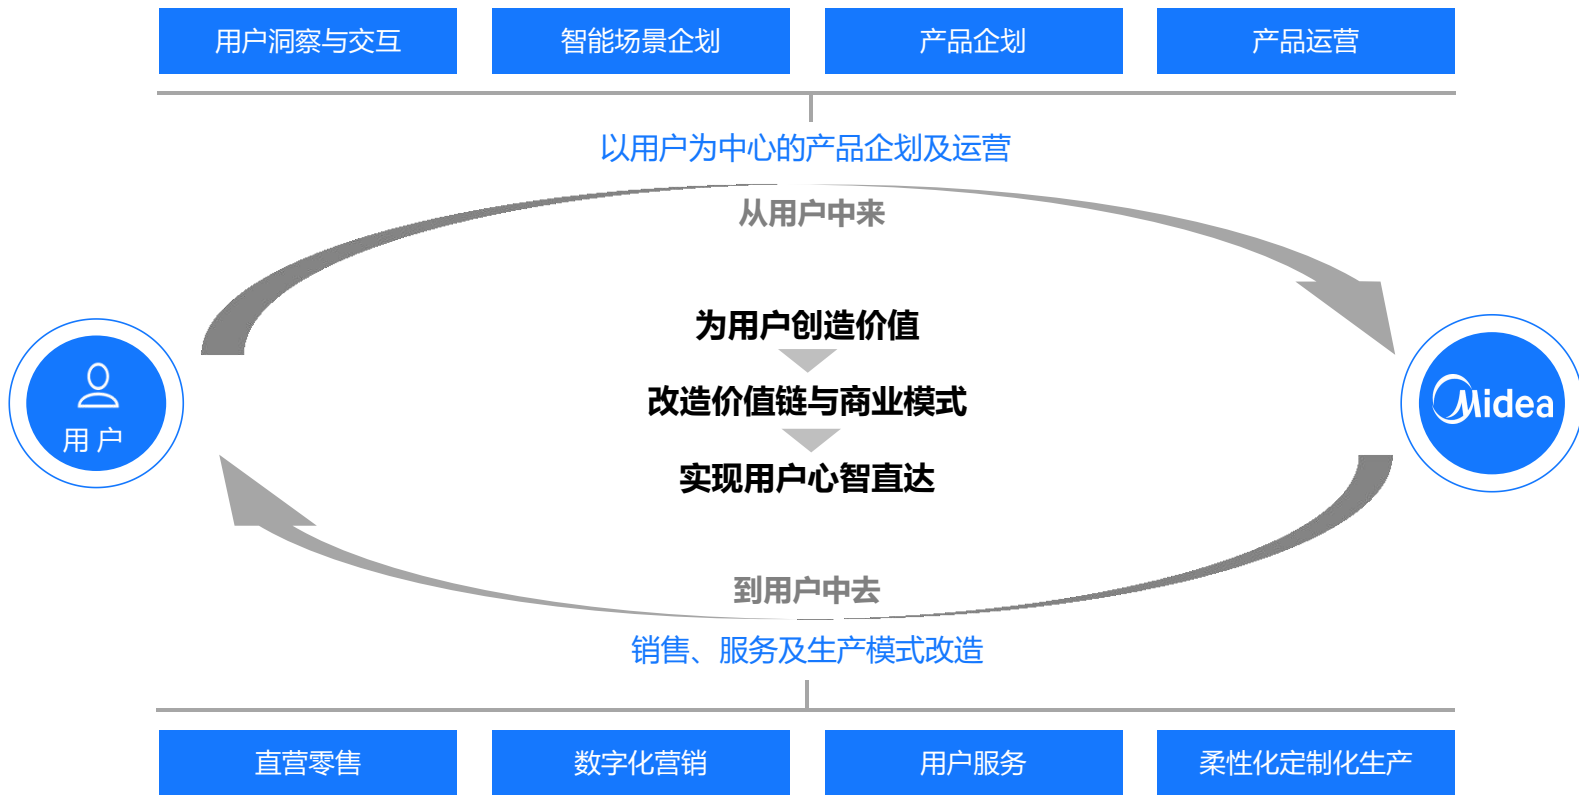 用户洞察与交互
智能场景企划
产品企划
产品运营
以用户为中心的产品企划及运营
从用户中来
为用户创造价值
改造价值链与商业模式
实现用户心智直达
用户
Midea
到用户中去
销售、服务及生产模式改造
直营零售
数字化营销
用户服务
柔性化定制化生产